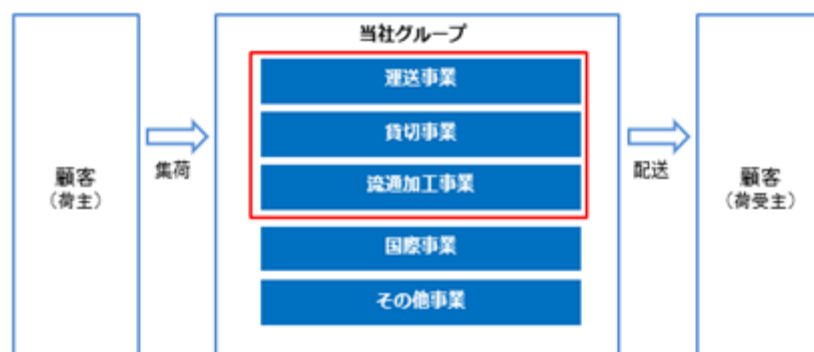 当社グループ
運送事業
貸切事業
流通加工事業
国際事業
その他事業
顧客
（荷主）
集荷
配送
顧客
（荷受主）